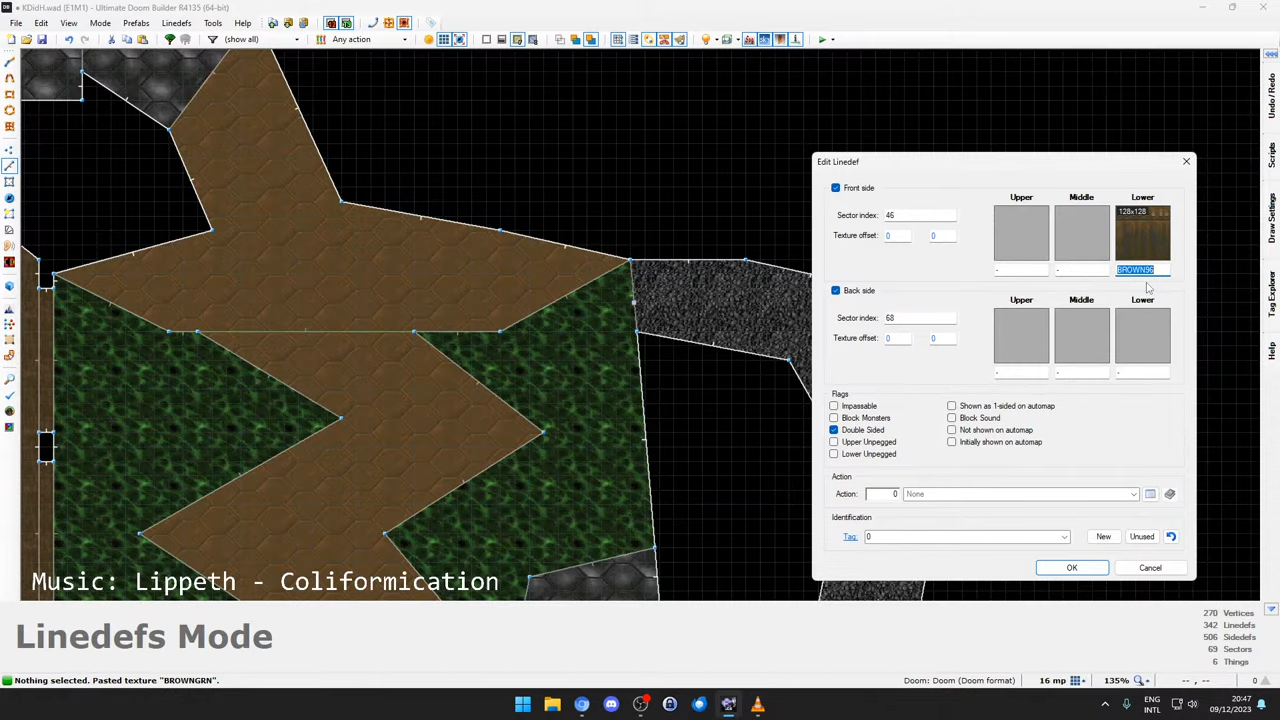 KDidH.wad (E1M1) - Ultimate Doom Builder R4135 (64-bit)
File Edit View Mode Prefabs Linedefs Tools Help
(show all) Any action
Undo / Redo
Scripts
Draw Settings
Tag Explorer
Help
Edit Linedef
Front side
Upper Middle Lower
Sector index: 46
128x128
Texture offset: 0 0
- - BROWN96
Back side
Upper Middle Lower
Sector index: 68
Texture offset: 0 0
- - -
Flags
Impassable Shown as 1-sided on automap
Block Monsters Block Sound
Double Sided Not shown on automap
Upper Unpegged Initially shown on automap
Lower Unpegged
Action
Action: 0 None
Identification
Tag: 0 New Unused
OK Cancel
Music: Lippeth - Coliformication
Linedefs Mode
270 Vertices
342 Linedefs
506 Sidedefs
69 Sectors
6 Things
Nothing selected. Pasted texture "BROWNGRN".
Doom: Doom (Doom format) 16 mp 135% -- , -- 0
ENG
INTL
20:47
09/12/2023